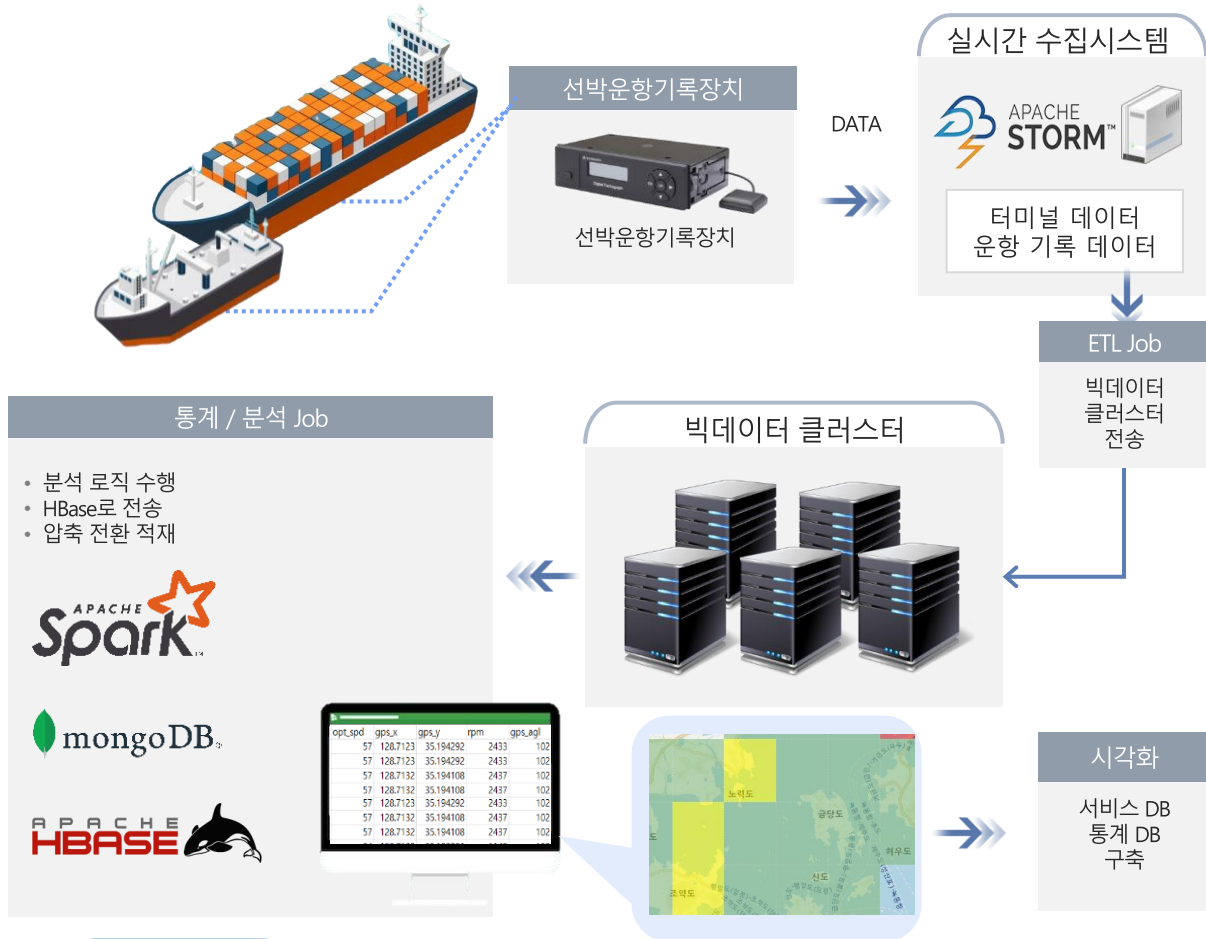 실시간 수집시스템
선박운항기록장치
DATA
APACHE
STORM™
Digital Tachograph
선박운항기록장치
터미널 데이터
운항 기록 데이터
ETL Job
빅데이터
클러스터
전송
통계 / 분석 Job
• 분석 로직 수행
• HBase로 전송
• 압축 전환 적재
빅데이터 클러스터
APACHE
Spark™
mongoDB®
APACHE
HBASE
opt_spd gps_x gps_y rpm gps_agl
57 128.7123 35.194292 2433 102
57 128.7123 35.194292 2433 102
57 128.7132 35.194108 2437 102
57 128.7132 35.194108 2437 102
57 128.7123 35.194292 2433 102
57 128.7132 35.194108 2437 102
57 128.7132 35.194108 2437 102
노력도
금당도
허우도
도
신도
조약도
시각화
서비스 DB
통계 DB
구축